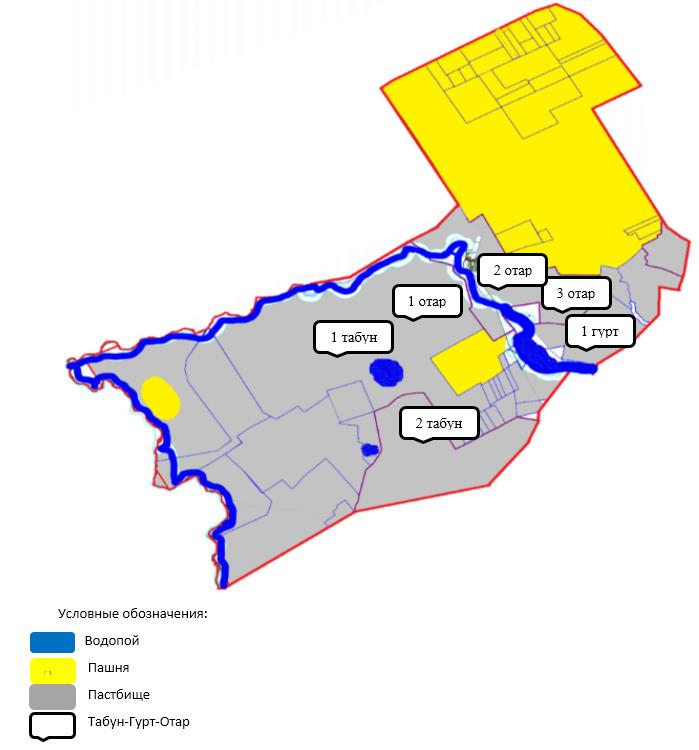 2 отар
3 отар
1 отар
1 гурт
1 табун
2 табун
Условные обозначения:
Водопой
Пашня
Пастбище
Табун-Гурт-Отар